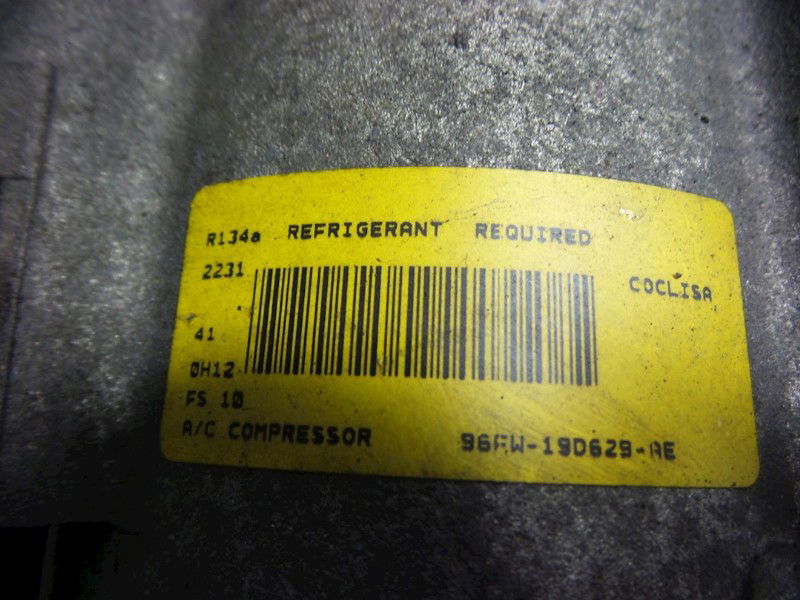 R134a REFRIGERANT REQUIRED
2231
COCLISA
41
0H12
FS 10
A/C COMPRESSOR 96FW-19D629-AE